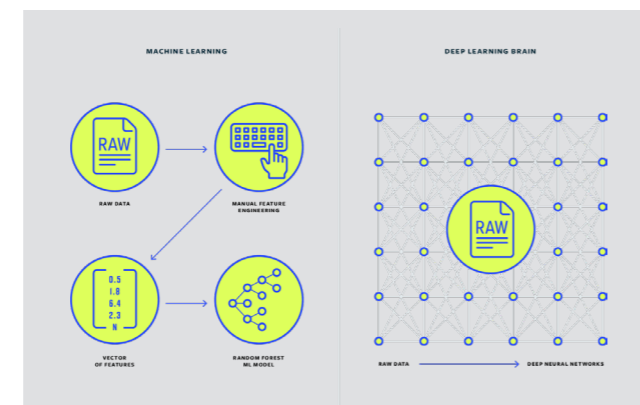 MACHINE LEARNING
DEEP LEARNING BRAIN
RAW
RAW DATA
MANUAL FEATURE
ENGINEERING
0.5
1.8
6.4
2.3
N
VECTOR
OF FEATURES
RANDOM FOREST
ML MODEL
RAW
RAW DATA
DEEP NEURAL NETWORKS